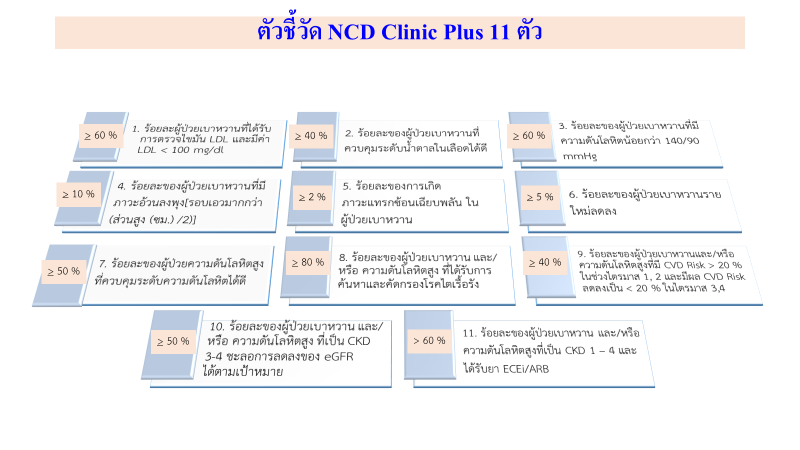 ตัวชี้วัด NCD Clinic Plus 11 ตัว
≥ 60 %
1. ร้อยละผู้ป่วยเบาหวานที่ได้รับ
การตรวจไขมัน LDL และมีค่า
LDL < 100 mg/dl
≥ 40 %
2. ร้อยละของผู้ป่วยเบาหวานที่
ควบคุมระดับน้ำตาลในเลือดได้ดี
≥ 60 %
3. ร้อยละของผู้ป่วยเบาหวานที่มี
ความดันโลหิตน้อยกว่า 140/90
mmHg
≥ 10 %
4. ร้อยละของผู้ป่วยเบาหวานที่มี
ภาวะอ้วนลงพุง[รอบเอวมากกว่า
(ส่วนสูง (ซม.) /2)]
≥ 2 %
5. ร้อยละของการเกิด
ภาวะแทรกซ้อนเฉียบพลัน ใน
ผู้ป่วยเบาหวาน
≥ 5 %
6. ร้อยละของผู้ป่วยเบาหวานราย
ใหม่ลดลง
≥ 50 %
7. ร้อยละของผู้ป่วยความดันโลหิตสูง
ที่ควบคุมระดับความดันโลหิตได้ดี
≥ 80 %
8. ร้อยละของผู้ป่วยเบาหวาน และ/
หรือ ความดันโลหิตสูง ที่ได้รับการ
ค้นหาและคัดกรองโรคไตเรื้อรัง
≥ 40 %
9. ร้อยละของผู้ป่วยเบาหวานและ/หรือ
ความดันโลหิตสูงที่มี CVD Risk > 20 %
ในช่วงไตรมาส 1, 2 และมีผล CVD Risk
ลดลงเป็น < 20 % ในไตรมาส 3,4
≥ 50 %
10. ร้อยละของผู้ป่วยเบาหวาน และ/
หรือ ความดันโลหิตสูง ที่เป็น CKD
3-4 ชะลอการลดลงของ eGFR
ได้ตามเป้าหมาย
> 60 %
11. ร้อยละของผู้ป่วยเบาหวาน และ/หรือ
ความดันโลหิตสูงที่เป็น CKD 1 – 4 และ
ได้รับยา ECEi/ARB